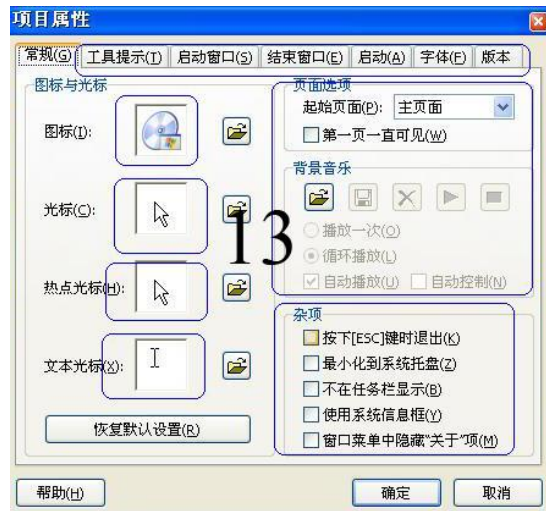 项目属性
常规(G) 工具提示(T) 启动窗口(S) 结束窗口(E) 启动(A) 字体(F) 版本
图标与光标
图标(I):
光标(C):
热点光标(H):
文本光标(X):
恢复默认设置(R)
页面选项
起始页面(P): 主页面
第一页一直可见(W)
背景音乐
播放一次(O)
循环播放(L)
自动播放(U) 自动控制(N)
13
杂项
按下[ESC]键时退出(K)
最小化到系统托盘(Z)
不在任务栏显示(B)
使用系统信息框(Y)
窗口菜单中隐藏"关于"项(M)
帮助(H) 确定 取消